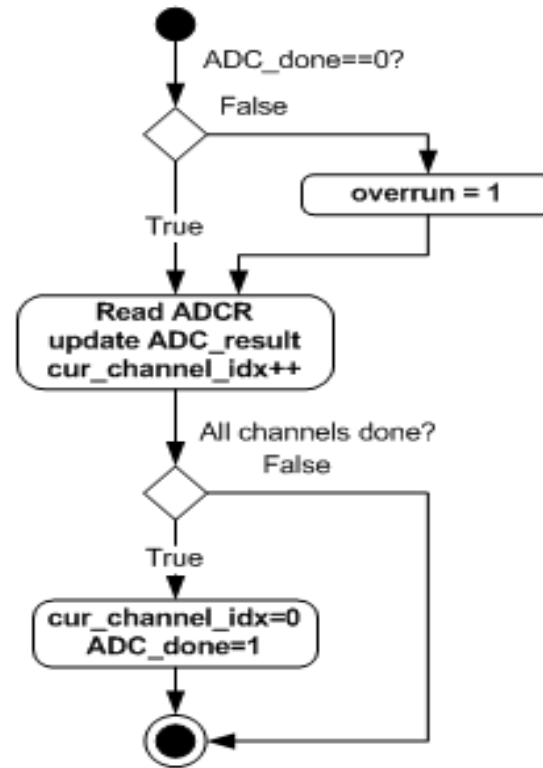 ADC_done==0?
False
overrun = 1
True
Read ADCR
update ADC_result
cur_channel_idx++
All channels done?
False
True
cur_channel_idx=0
ADC_done=1